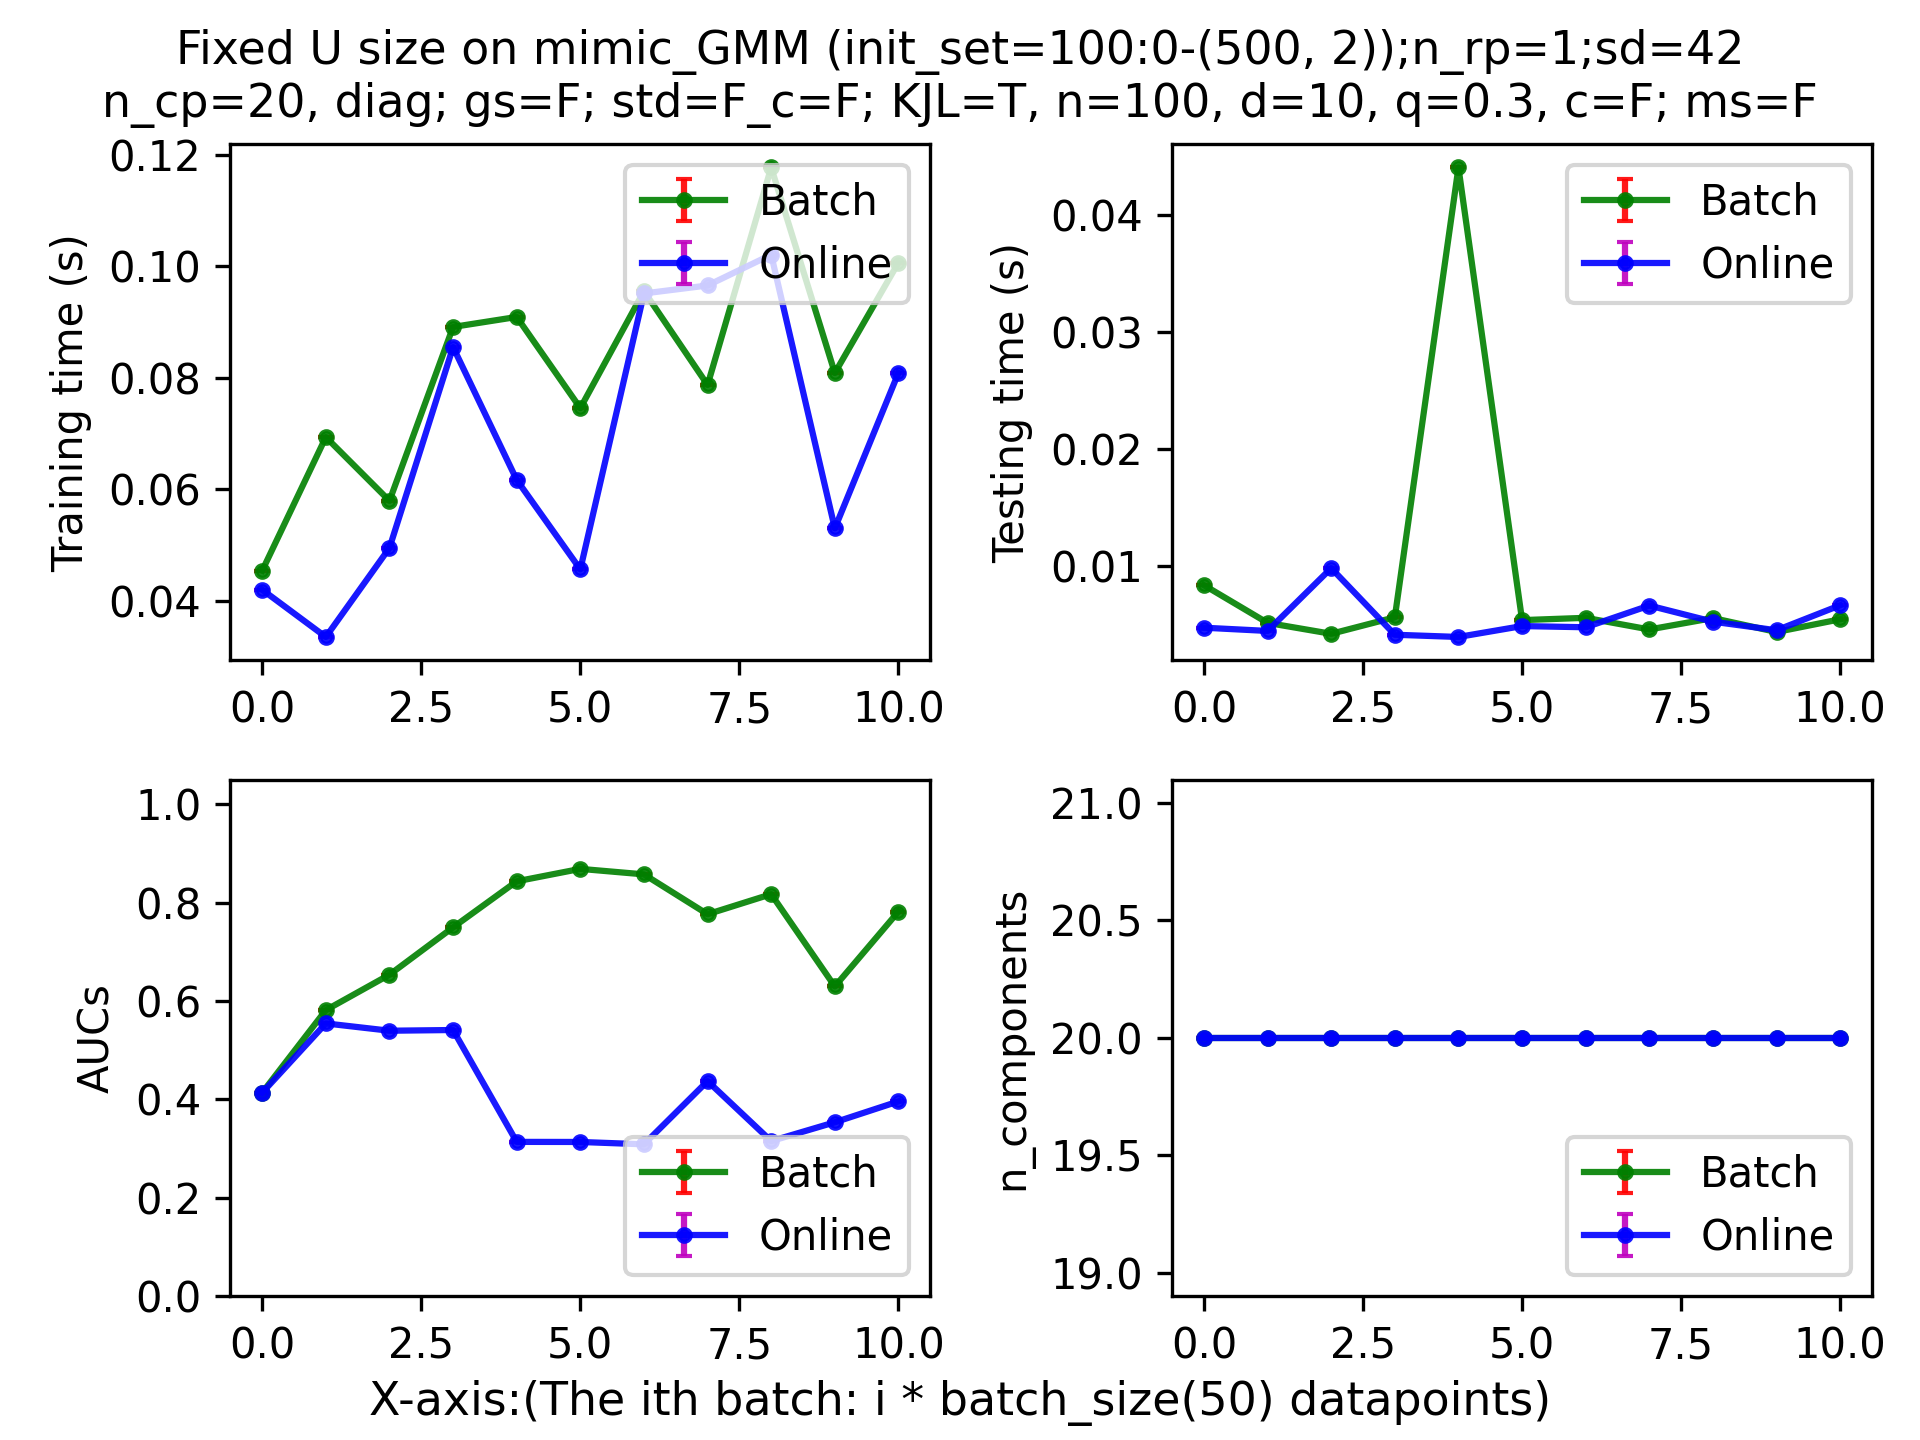 Fixed U size on mimic_GMM (init_set=100:0-(500, 2));n_rp=1;sd=42
n_cp=20, diag; gs=F; std=F_c=F; KJL=T, n=100, d=10, q=0.3, c=F; ms=F
Training time (s)
0.12
0.10
0.08
0.06
0.04
Batch
Online
0.0 2.5 5.0 7.5 10.0
Testing time (s)
0.04
0.03
0.02
0.01
Batch
Online
0.0 2.5 5.0 7.5 10.0
AUCs
1.0
0.8
0.6
0.4
0.2
0.0
Batch
Online
0.0 2.5 5.0 7.5 10.0
n_components
21.0
20.5
20.0
19.5
19.0
Batch
Online
0.0 2.5 5.0 7.5 10.0
X-axis:(The ith batch: i * batch_size(50) datapoints)